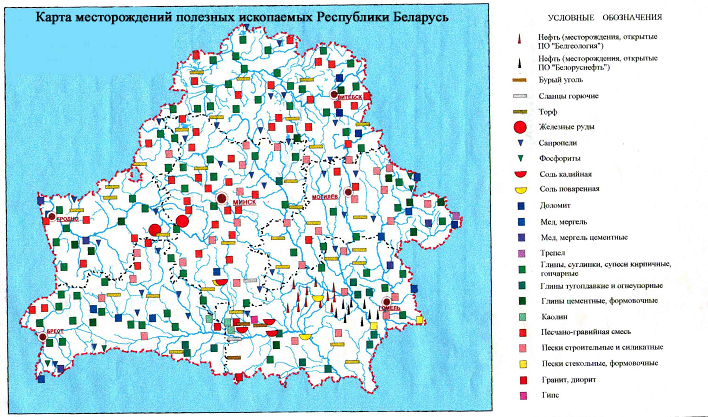 Карта месторождений полезных ископаемых Республики Беларусь
ВИТЕБСК
МИНСК
МОГИЛЕВ
ГРОДНО
ГОМЕЛЬ
БРЕСТ
УСЛОВНЫЕ ОБОЗНАЧЕНИЯ
Нефть (месторождения, открытые
ПО "Белгеология")
Нефть (месторождения, открытые
ПО "Белоруснефть")
Бурый уголь
Сланцы горючие
Торф
Железные руды
Сапропели
Фосфориты
Соль калийная
Соль поваренная
Доломит
Мел, мергель
Мел, мергель цементные
Трепел
Глины, суглинки, супеси кирпичные,
гончарные
Глины тугоплавкие и огнеупорные
Глины цементные, формовочные
Каолин
Песчано-гравийная смесь
Пески строительные и силикатные
Пески стекольные, формовочные
Гранит, диорит
Гипс